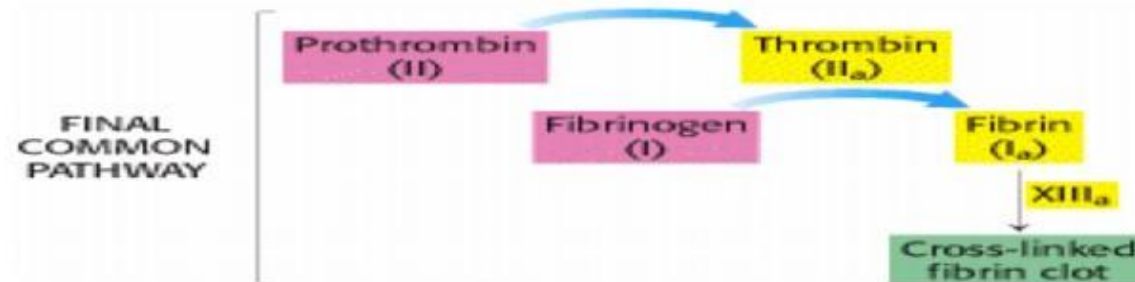 Prothrombin
(II)
Thrombin
(IIa)
Fibrinogen
(I)
Fibrin
(Ia)
FINAL
COMMON
PATHWAY
XIIIa
Cross-linked
fibrin clot